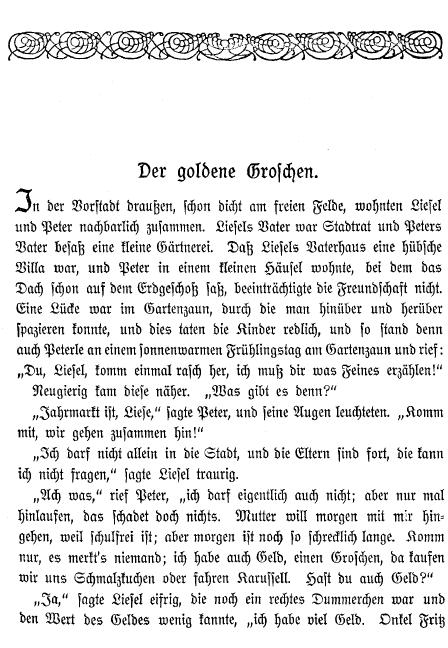 Der goldene Groschen.
In der Vorstadt draußen, schon dicht am freien Felde, wohnten Liesel
und Peter nachbarlich zusammen. Liesels Vater war Stadtrat und Peters
Vater besaß eine kleine Gärtnerei. Daß Liesels Vaterhaus eine hübsche
Villa war, und Peter in einem kleinen Häusel wohnte, bei dem das
Dach schon auf dem Erdgeschoß saß, beeinträchtigte die Freundschaft nicht.
Eine Lücke war im Gartenzaun, durch die man hinüber und herüber
spazieren konnte, und dies taten die Kinder redlich, und so stand denn
auch Peterle an einem sonnenwarmen Frühlingstag am Gartenzaun und rief:
„Du, Liesel, komm einmal rasch her, ich muß dir was Feines erzählen!“
Neugierig kam diese näher. „Was gibt es denn?“
„Jahrmarkt ist, Liese,“ sagte Peter, und seine Augen leuchteten. „Komm
mit, wir gehen zusammen hin!“
„Ich darf nicht allein in die Stadt, und die Eltern sind fort, die kann
ich nicht fragen,“ sagte Liesel traurig.
„Ach was,“ rief Peter, „ich darf eigentlich auch nicht; aber nur mal
hinlaufen, das schadet doch nichts. Mutter will morgen mit mir hin-
gehen, weil schulfrei ist; aber morgen ist noch so schrecklich lange. Komm
nur, es merkt's niemand; ich habe auch Geld, einen Groschen, da kaufen
wir uns Schmalzkuchen oder fahren Karussell. Hast du auch Geld?“
„Ja,“ sagte Liesel eifrig, die noch ein rechtes Dummerchen war und
den Wert des Geldes wenig kannte, „ich habe viel Geld. Onkel Fritz